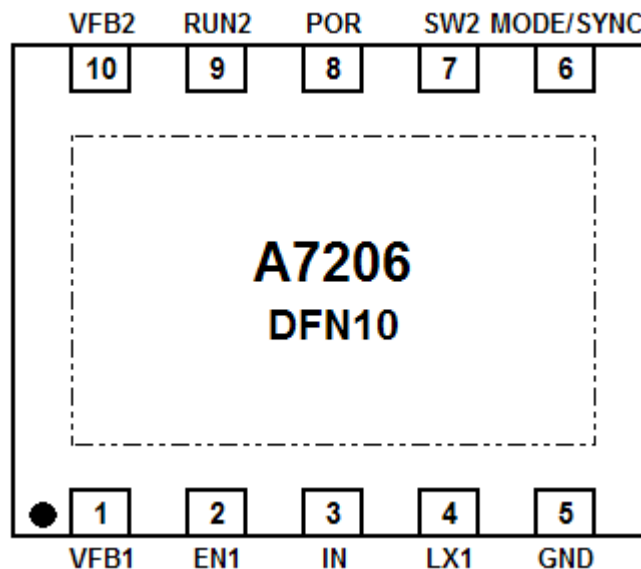 VFB2 RUN2 POR SW2 MODE/SYNC
10 9 8 7 6
A7206
DFN10
1 2 3 4 5
VFB1 EN1 IN LX1 GND